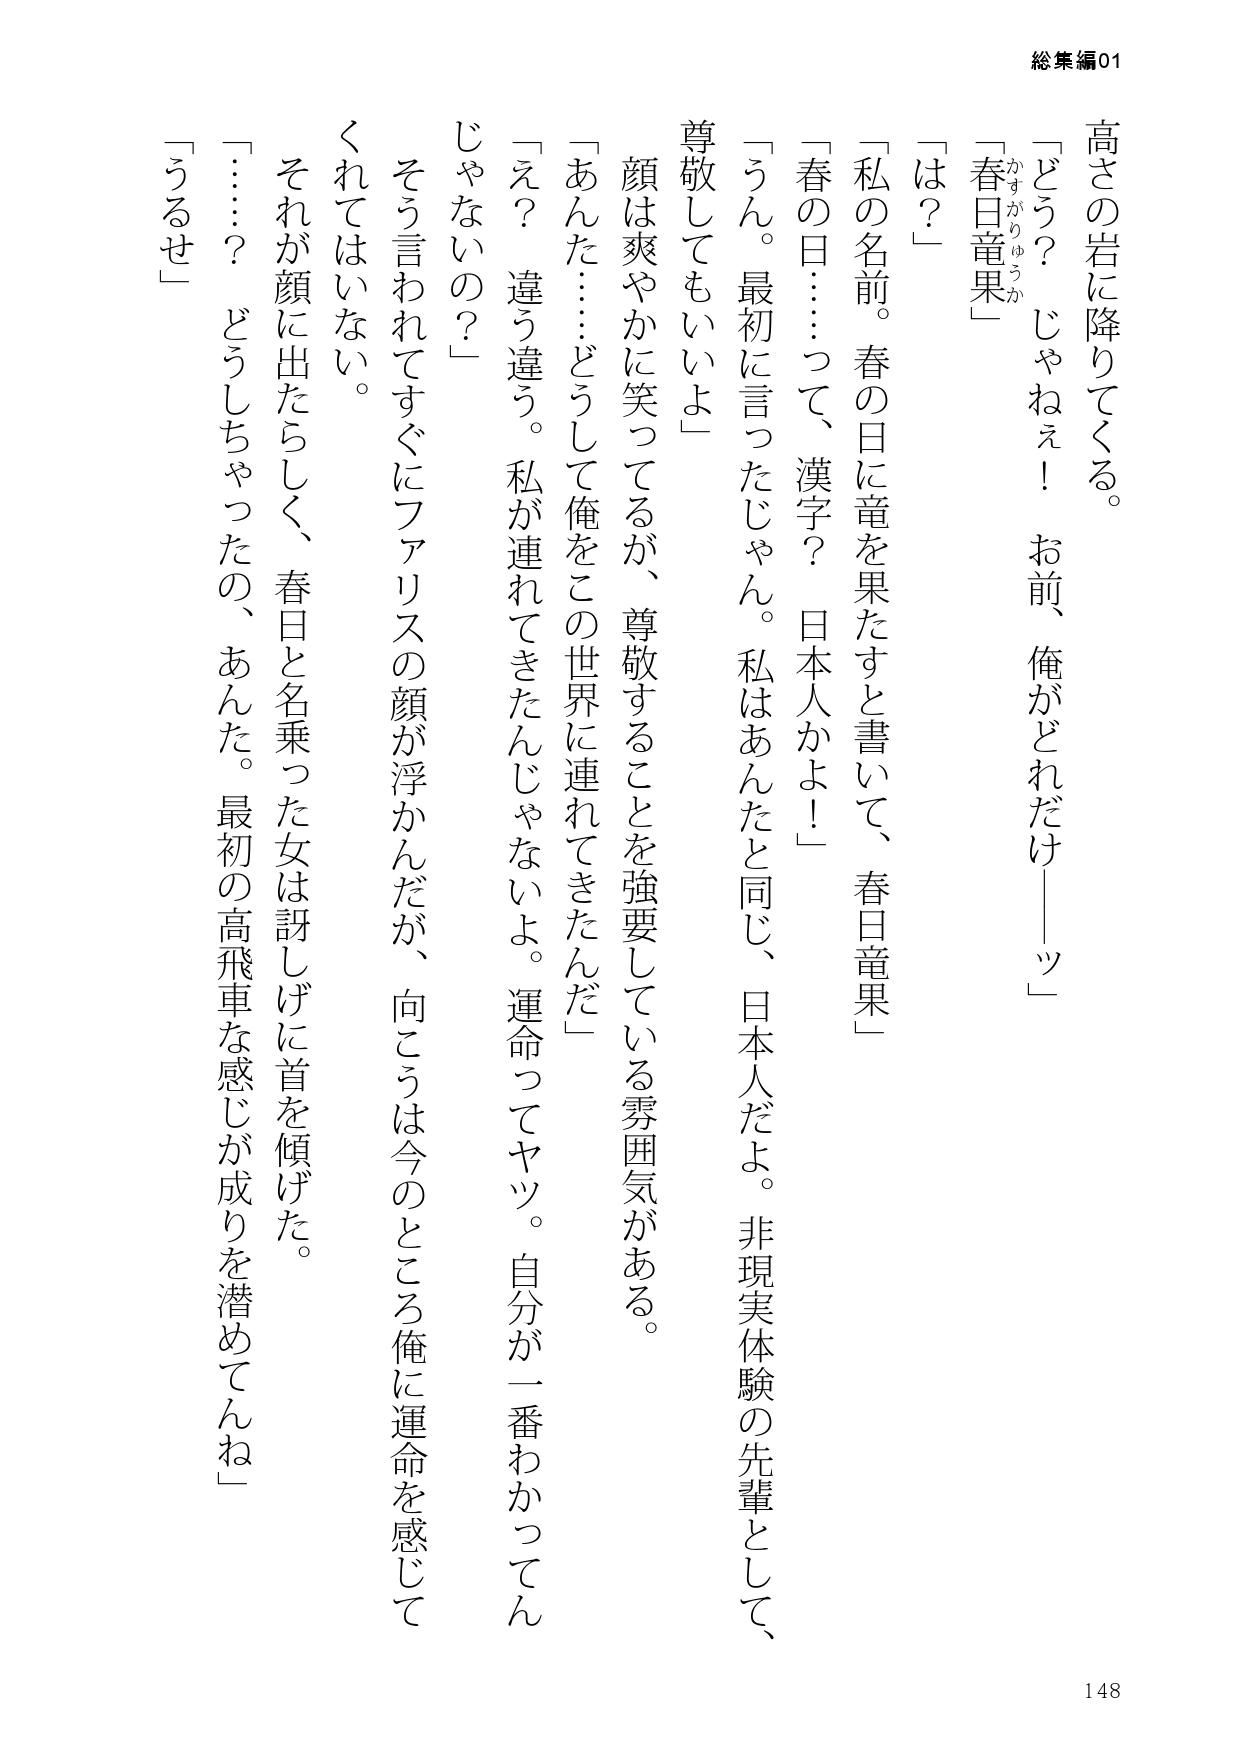 総集編01
高さの岩に降りてくる。
「どう？　じゃねぇ！　お前、俺がどれだけ――ッ」
「春日竜果」
かすがりゅうか
「は？」
「私の名前。春の日に竜を果たすと書いて、春日竜果」
「春の日……って、漢字？　日本人かよ！」
「うん。最初に言ったじゃん。私はあんたと同じ、日本人だよ。非現実体験の先輩として、
尊敬してもいいよ」
　顔は爽やかに笑ってるが、尊敬することを強要している雰囲気がある。
「あんた……どうして俺をこの世界に連れてきたんだ」
「え？　違う違う。私が連れてきたんじゃないよ。運命ってヤツ。自分が一番わかってん
じゃないの？」
　そう言われてすぐにファリスの顔が浮かんだが、向こうは今のところ俺に運命を感じて
くれてはいない。
　それが顔に出たらしく、春日と名乗った女は訝しげに首を傾げた。
「……？　どうしちゃったの、あんた。最初の高飛車な感じが成りを潜めてんね」
「うるせ」
148